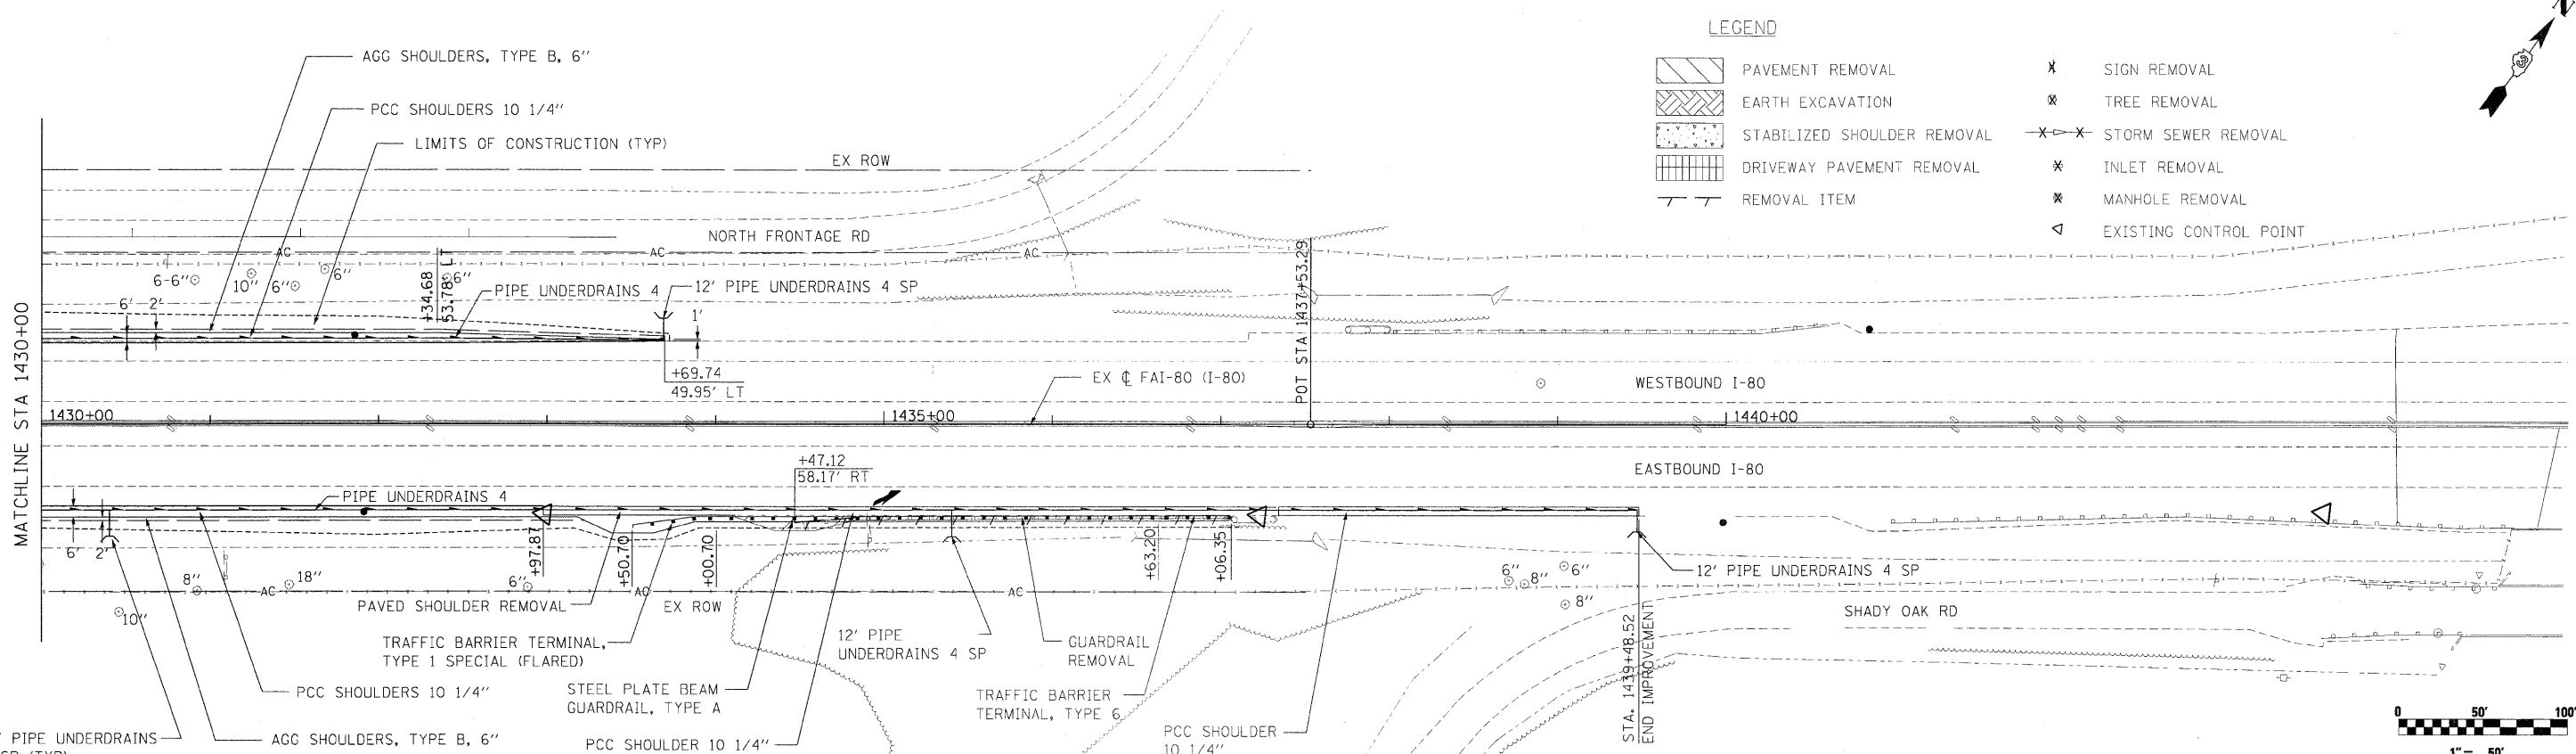 LEGEND
PAVEMENT REMOVAL
EARTH EXCAVATION
STABILIZED SHOULDER REMOVAL
DRIVEWAY PAVEMENT REMOVAL
REMOVAL ITEM
SIGN REMOVAL
TREE REMOVAL
STORM SEWER REMOVAL
INLET REMOVAL
MANHOLE REMOVAL
EXISTING CONTROL POINT
N
AGG SHOULDERS, TYPE B, 6"
PCC SHOULDERS 10 1/4"
LIMITS OF CONSTRUCTION (TYP)
EX ROW
NORTH FRONTAGE RD
AC
AC
AC
6-6"
10"
6"
6"
6"
+34.68
53.78' LT
PIPE UNDERDRAINS 4
12' PIPE UNDERDRAINS 4 SP
6'
2'
1'
+69.74
49.95' LT
MATCHLINE STA 1430+00
POT STA 1437+53.29
EX ℄ FAI-80 (I-80)
WESTBOUND I-80
1430+00
1435+00
1440+00
EASTBOUND I-80
+47.12
58.17' RT
PIPE UNDERDRAINS 4
6'
2'
+97.87
+50.70
+00.70
+63.20
+06.35
8"
18"
6"
10"
AC
AC
AC
PAVED SHOULDER REMOVAL
EX ROW
6"
8"
6"
8"
12' PIPE UNDERDRAINS 4 SP
SHADY OAK RD
TRAFFIC BARRIER TERMINAL,
TYPE 1 SPECIAL (FLARED)
12' PIPE
UNDERDRAINS 4 SP
GUARDRAIL
REMOVAL
PCC SHOULDERS 10 1/4"
STEEL PLATE BEAM
GUARDRAIL, TYPE A
TRAFFIC BARRIER
TERMINAL, TYPE 6
STA. 1439+48.52
END IMPROVEMENT
PIPE UNDERDRAINS
AGG SHOULDERS, TYPE B, 6"
PCC SHOULDER 10 1/4"
PCC SHOULDER
10 1/4"
0 50' 100'
1"= 50'